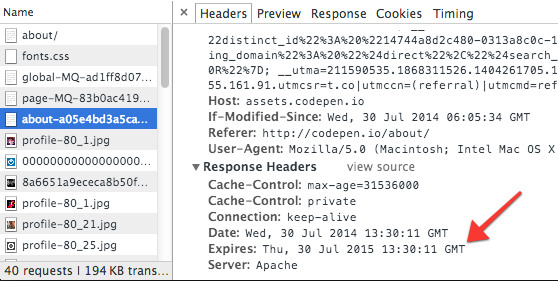 Name
Headers Preview Response Cookies Timing
about/
fonts.css
global-MQ-ad1ff8d07...
page-MQ-83b0ac419...
about-a05e4bd3a5ca...
profile-80_1.jpg
00000000000000000
8a6651a9ececa8b50f...
profile-80_1.jpg
profile-80_21.jpg
profile-80_25.jpg
40 requests | 194 KB trans...
22distinct_id%22%3A%20%2214744a8d2c480-0313a8c0c-1
ing_domain%22%3A%20%22%24direct%22%2C%22%24search_
0R%22%7D; __utma=211590535.1868311526.1404261705.1
55.161.91.utmcsr=t.co|utmccn=(referral)|utmcmd=ref
Host: assets.codepen.io
If-Modified-Since: Wed, 30 Jul 2014 06:05:34 GMT
Referer: http://codepen.io/about/
User-Agent: Mozilla/5.0 (Macintosh; Intel Mac OS X
Response Headers view source
Cache-Control: max-age=31536000
Cache-Control: private
Connection: keep-alive
Date: Wed, 30 Jul 2014 13:30:11 GMT
Expires: Thu, 30 Jul 2015 13:30:11 GMT
Server: Apache